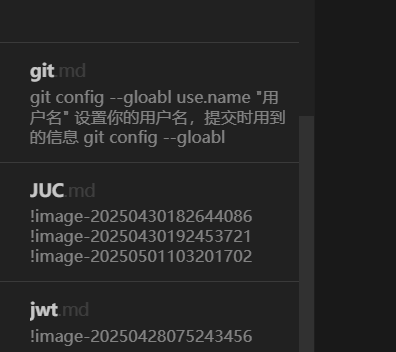 git.md
git config --gloabl use.name "用
户名" 设置你的用户名，提交时用到
的信息 git config --gloabl
JUC.md
!image-20250430182644086
!image-20250430192453721
!image-20250501103201702
jwt.md
!image-20250428075243456